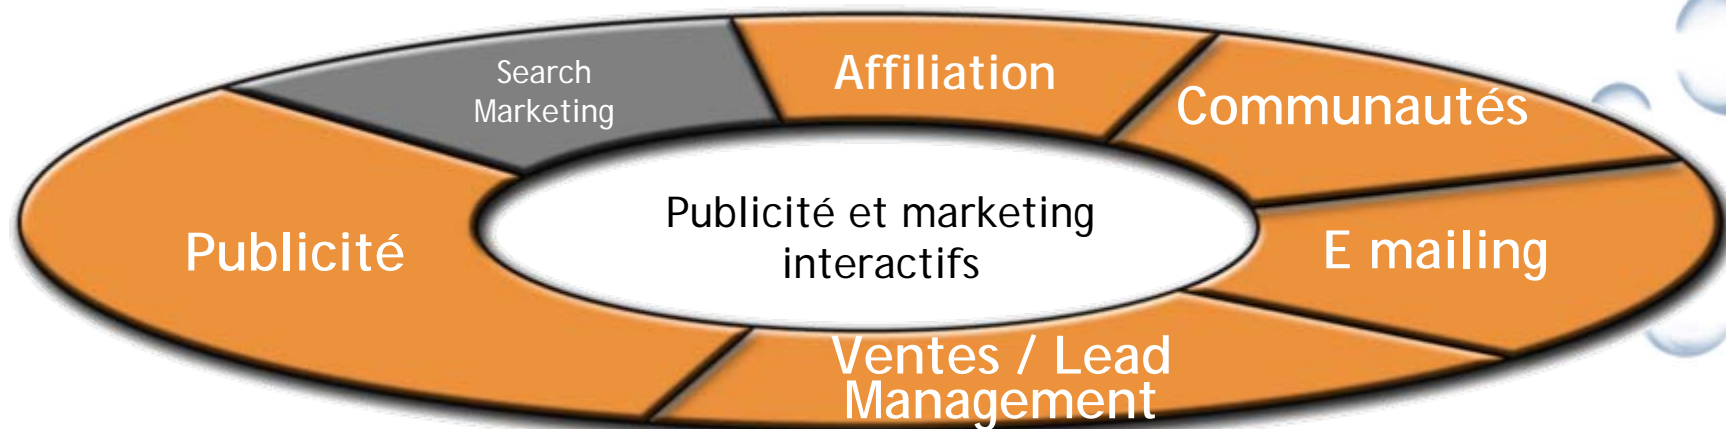 Search
Marketing
Affiliation
Communautés
Publicité et marketing
interactifs
Publicité
E mailing
Ventes / Lead
Management